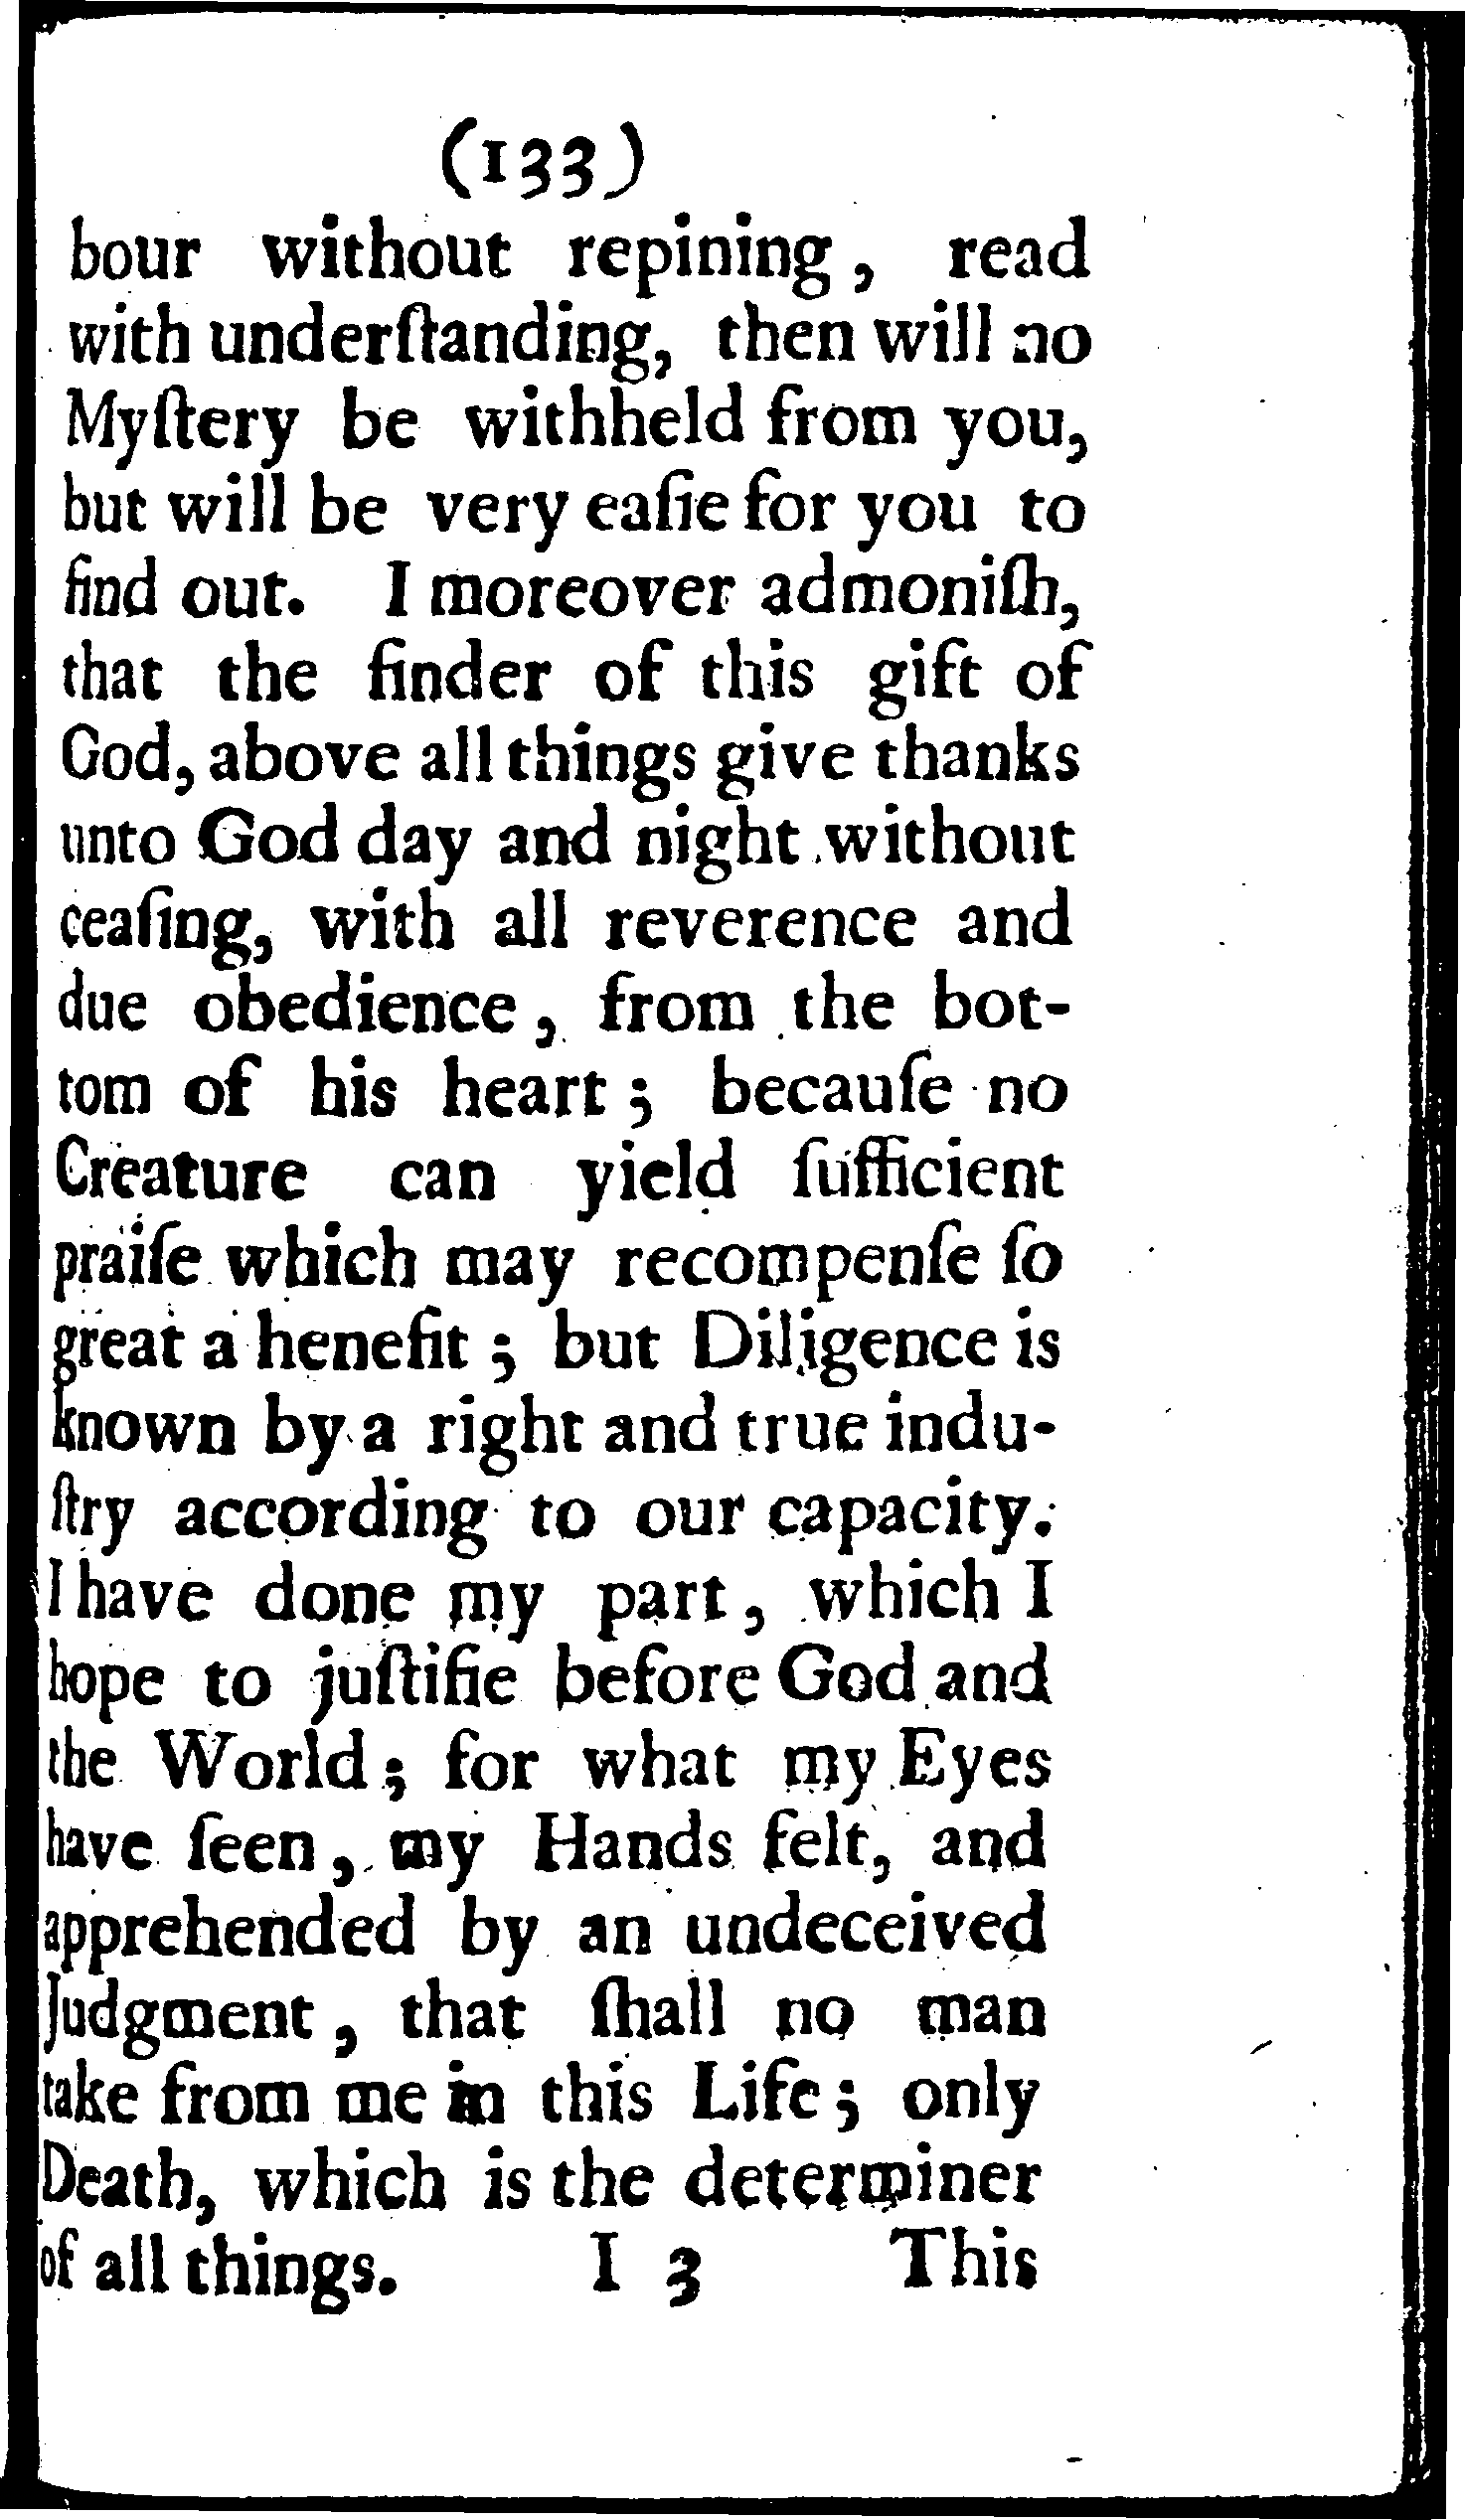 (133)
bour without repining, read
with underſtanding, then will no
Myſtery be withheld from you,
but will be very eaſie for you to
find out. I moreover admoniſh,
that the finder of this gift of
God, above all things give thanks
unto God day and night without
ceaſing, with all reverence and
due obedience, from the bot-
tom of his heart; becauſe no
Creature can yield ſufficient
praiſe which may recompenſe ſo
great a henefit; but Diligence is
known by a right and true indu-
ſtry according to our capacity.
I have done my part, which I
hope to juſtifie before God and
the World; for what my Eyes
have ſeen, my Hands felt, and
apprehended by an undeceived
Judgment, that ſhall no man
take from me in this Life; only
Death, which is the determiner
of all things. I 3 This